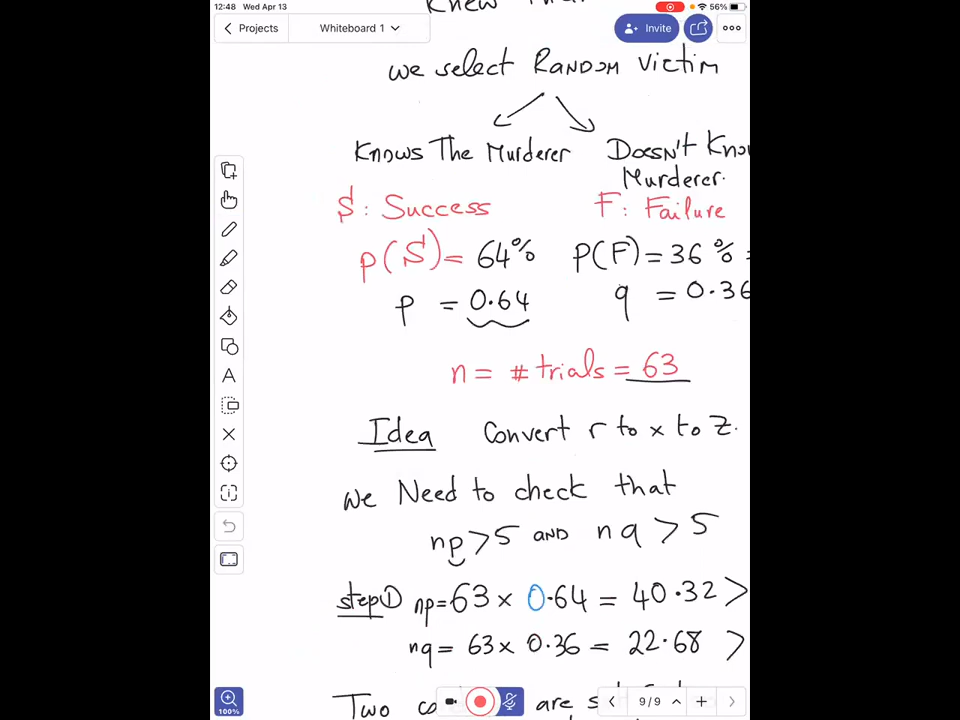 12:48 Wed Apr 13
56%
Projects Whiteboard 1 Invite
Knew
we select RANDOM victim
Knows The Murderer Doesn't Know
Murderer.
S: Success F: Failure
p(S) = 64% P(F) = 36% =
p = 0.64 q = 0.36
n = # trials = 63
Idea Convert r to x to Z.
We Need to check that
np > 5 AND nq > 5
step① np = 63 × 0.64 = 40.32 >
nq = 63 × 0.36 = 22.68 >
Two are
A
100%
9/9